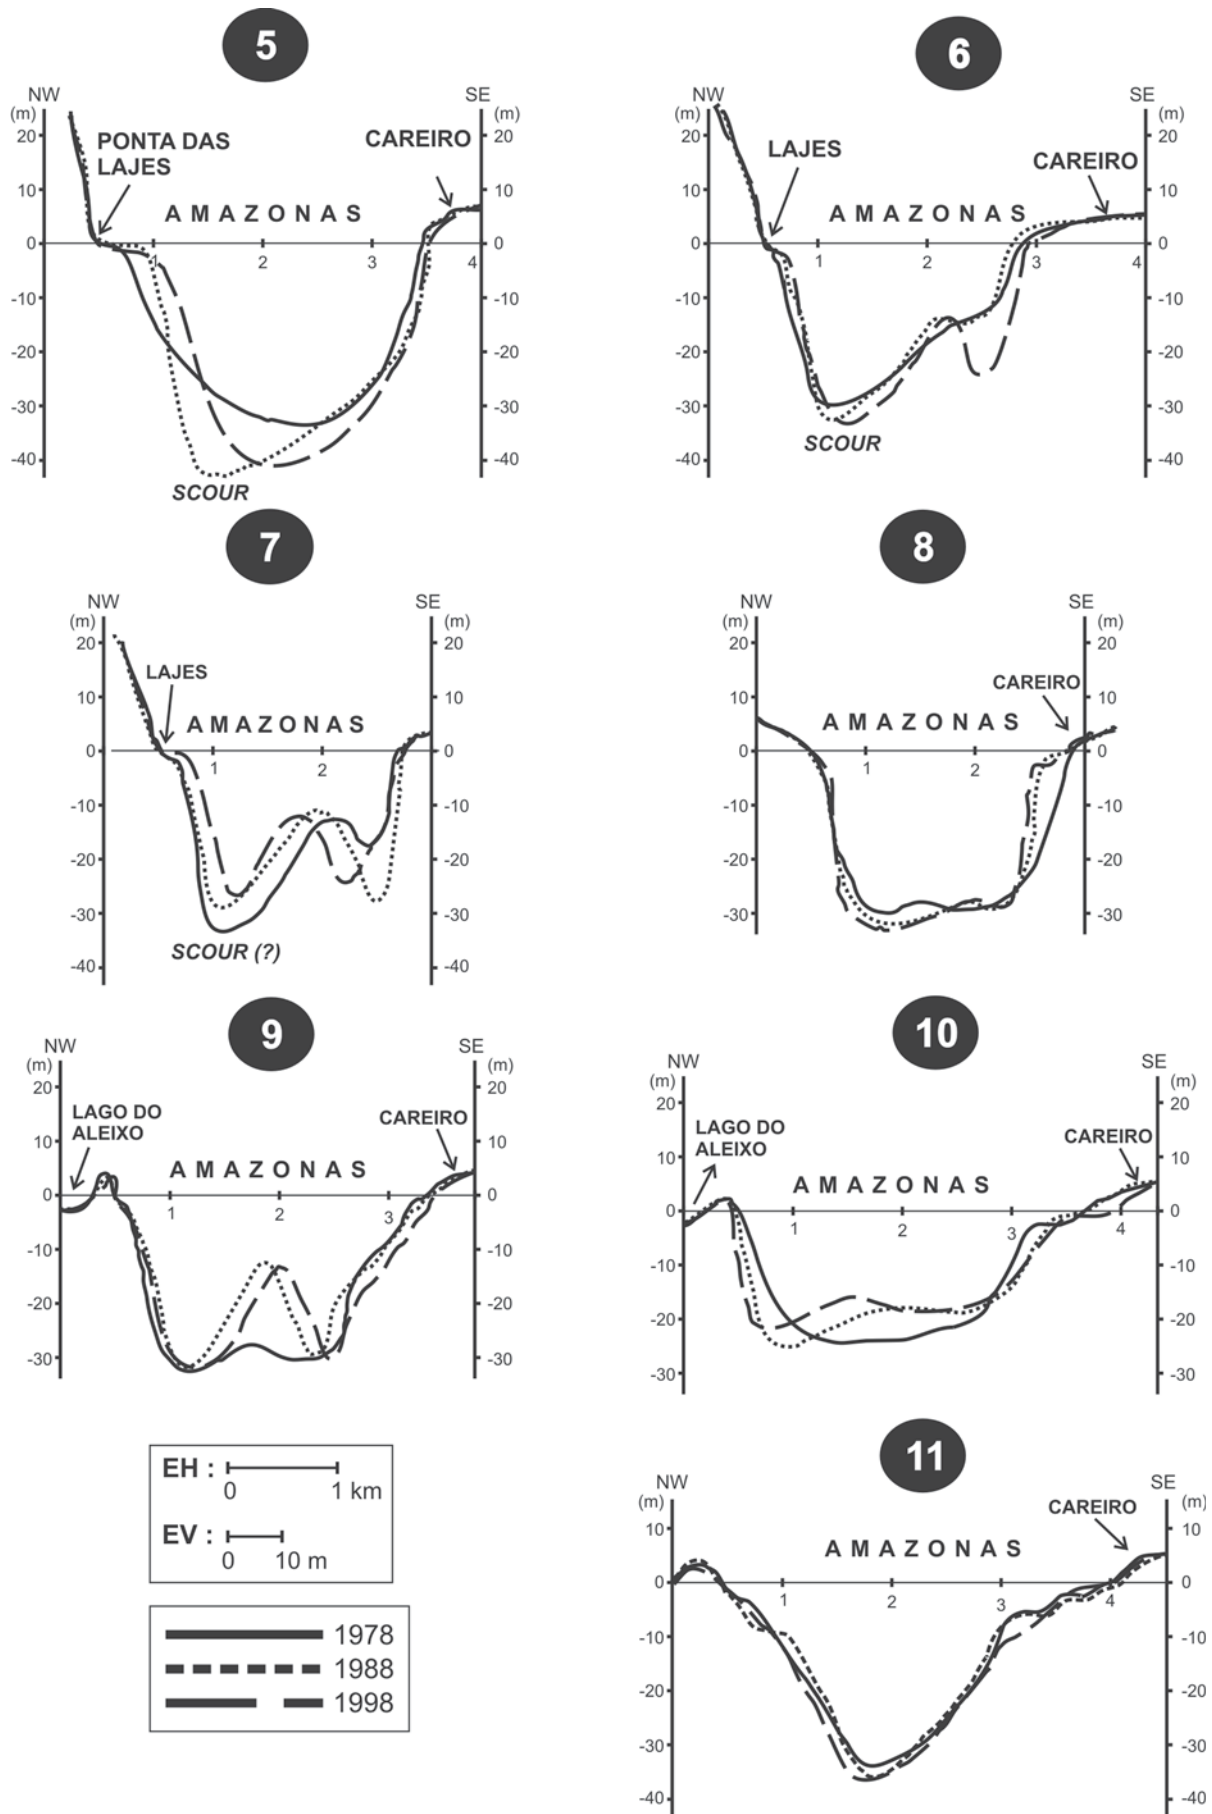 5
NW
SE
(m)
(m)
PONTA DAS
LAJES
CAREIRO
AMAZONAS
20
20
10
10
0
0
1
2
3
4
-10
-10
-20
-20
-30
-30
-40
-40
SCOUR
6
NW
SE
(m)
(m)
LAJES
CAREIRO
AMAZONAS
20
20
10
10
0
0
1
2
3
4
-10
-10
-20
-20
-30
-30
-40
-40
SCOUR
7
NW
SE
(m)
(m)
LAJES
AMAZONAS
20
20
10
10
0
0
1
2
-10
-10
-20
-20
-30
-30
-40
-40
SCOUR (?)
8
NW
SE
(m)
(m)
CAREIRO
AMAZONAS
20
20
10
10
0
0
1
2
-10
-10
-20
-20
-30
-30
9
NW
SE
(m)
(m)
LAGO DO
ALEIXO
CAREIRO
AMAZONAS
20
20
10
10
0
0
1
2
3
-10
-10
-20
-20
-30
-30
10
NW
SE
(m)
(m)
LAGO DO
ALEIXO
CAREIRO
AMAZONAS
20
20
10
10
0
0
1
2
3
4
-10
-10
-20
-20
-30
-30
EH :
0 1 km
EV :
0 10 m
1978
1988
1998
11
NW
SE
(m)
(m)
CAREIRO
AMAZONAS
10
10
0
0
1
2
3
4
-10
-10
-20
-20
-30
-30
-40
-40